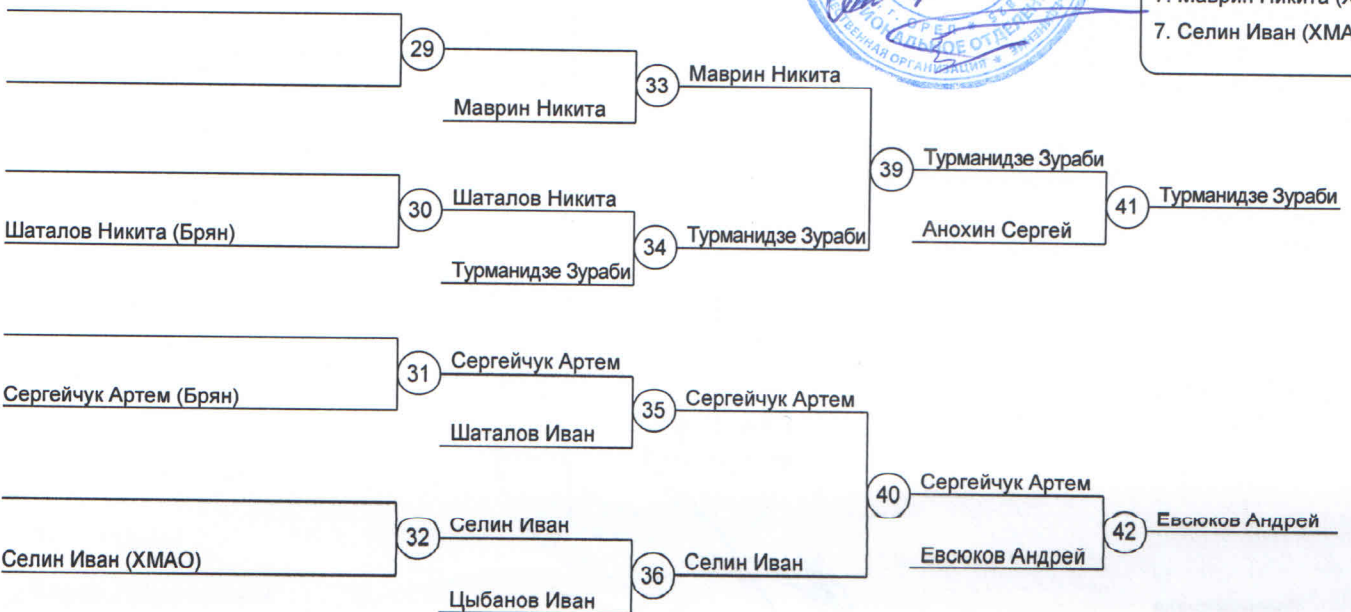 7. Селин Иван (ХМА
г. ОРЕЛ
29
33
Маврин Никита
Маврин Никита
39
Турманидзе Зураби
30
Шаталов Никита
41
Турманидзе Зураби
Шаталов Никита (Брян)
34
Турманидзе Зураби
Анохин Сергей
Турманидзе Зураби
31
Сергейчук Артем
Сергейчук Артем (Брян)
35
Сергейчук Артем
Шаталов Иван
40
Сергейчук Артем
32
Селин Иван
42
Евсюков Андрей
Селин Иван (ХМАО)
36
Селин Иван
Евсюков Андрей
Цыбанов Иван